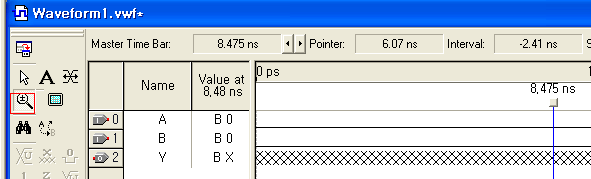 Waveform1.vwf*
Master Time Bar: 8.475 ns Pointer: 6.07 ns Interval: -2.41 ns
A
Name Value at 8,48 ns 0 ps
8,475 ns
0 A B 0
1 B B 0
2 Y B X